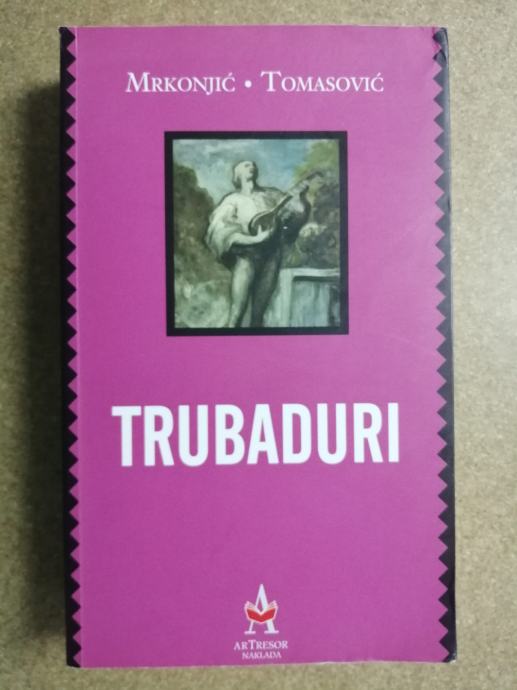 MRKONJIĆ • TOMASOVIĆ
TRUBADURI
ARTRESOR
NAKLADA